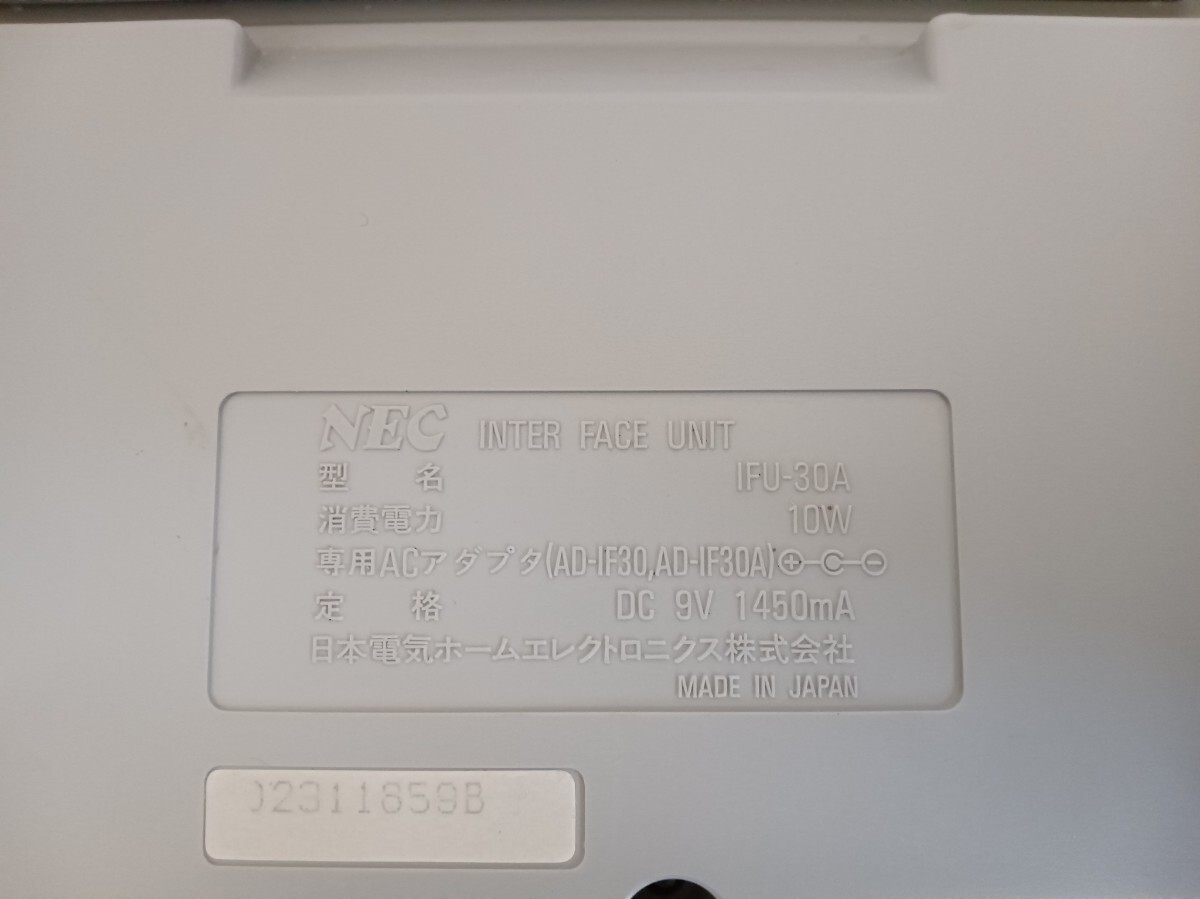 NEC INTER FACE UNIT
型名 IFU-30A
消費電力 10W
専用ACアダプタ(AD-IF30,AD-IF30A)
定格 DC 9V 1450mA
日本電気ホームエレクトロニクス株式会社
MADE IN JAPAN
02311859B